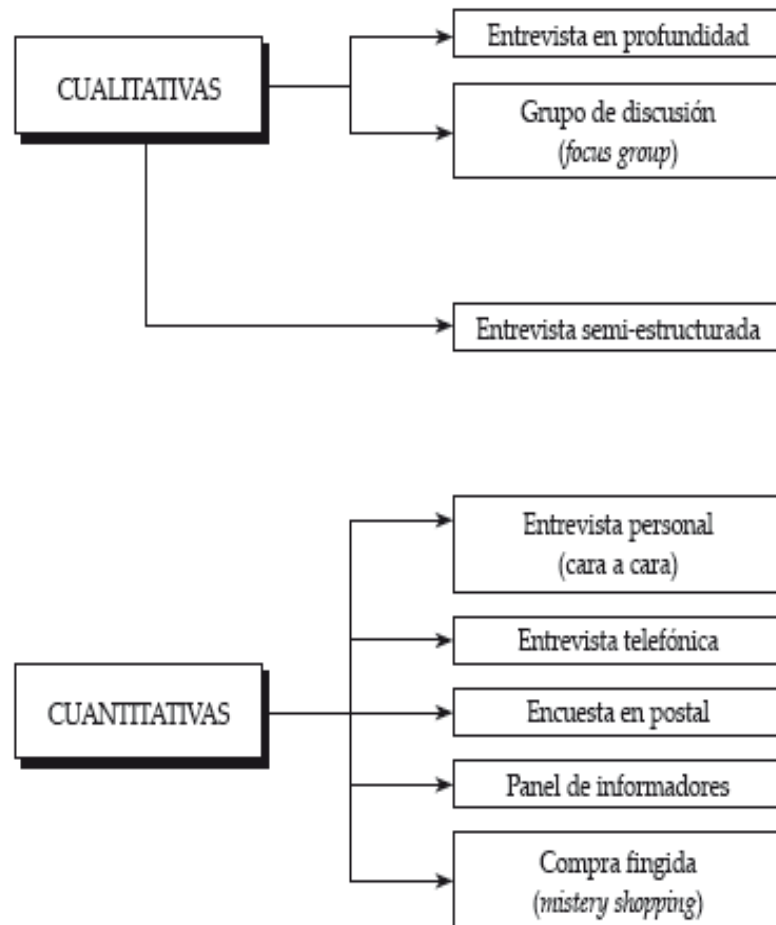 CUALITATIVAS
Entrevista en profundidad
Grupo de discusión
(focus group)
Entrevista semi-estructurada
CUANTITATIVAS
Entrevista personal
(cara a cara)
Entrevista telefónica
Encuesta en postal
Panel de informadores
Compra fingida
(mistery shopping)